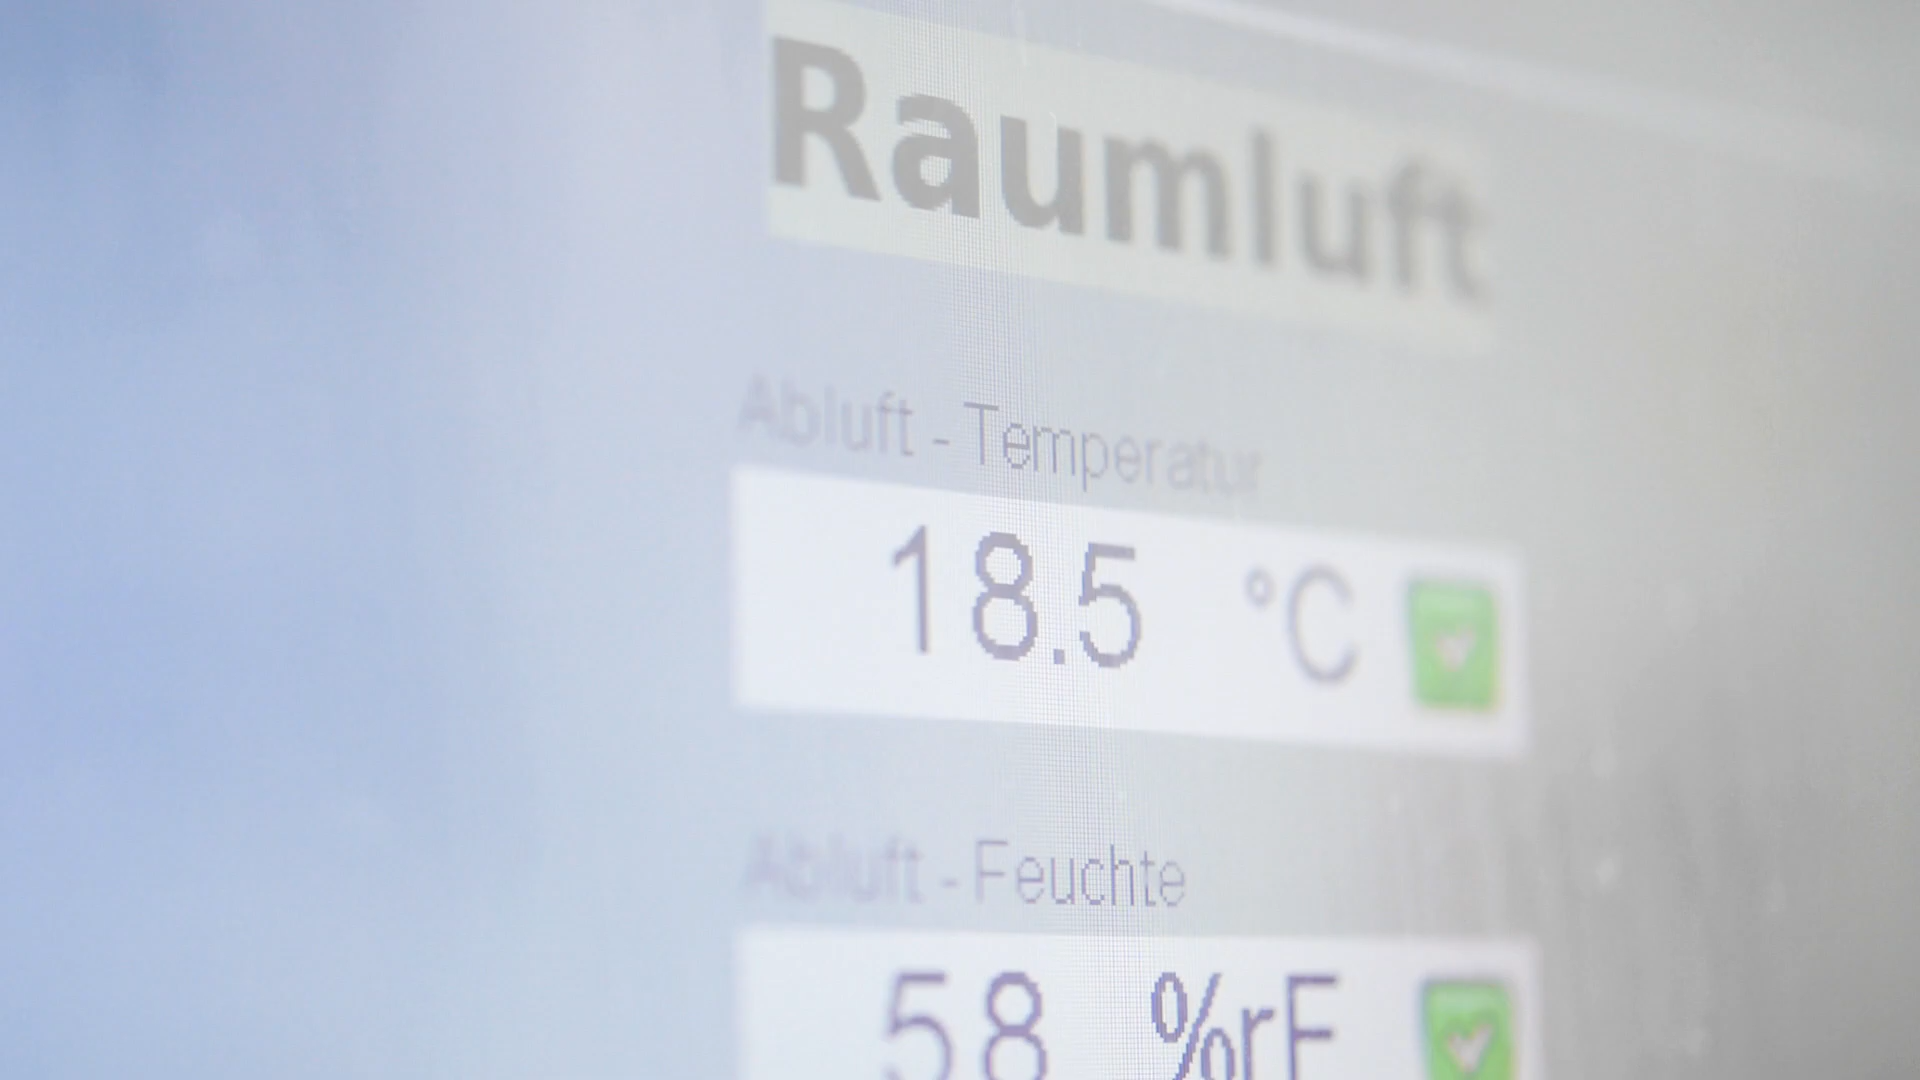 Raumluft
Abluft - Temperatur
18.5 °C
Abluft - Feuchte
58 %rF